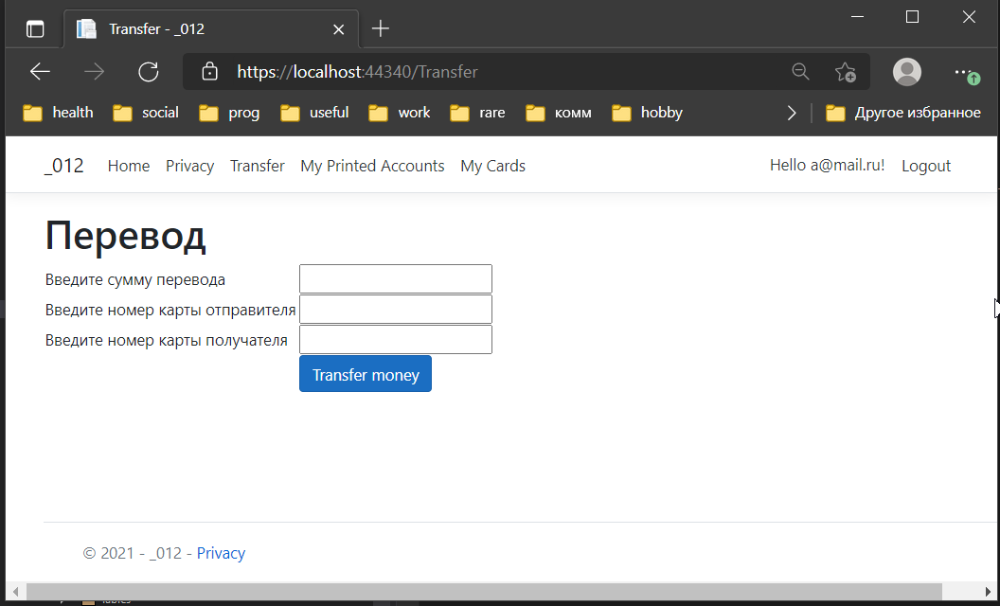 Transfer - _012
https://localhost:44340/Transfer
health social prog useful work rare комм hobby Другое избранное
_012 Home Privacy Transfer My Printed Accounts My Cards Hello a@mail.ru! Logout
Перевод
Введите сумму перевода
Введите номер карты отправителя
Введите номер карты получателя
Transfer money
© 2021 - _012 - Privacy